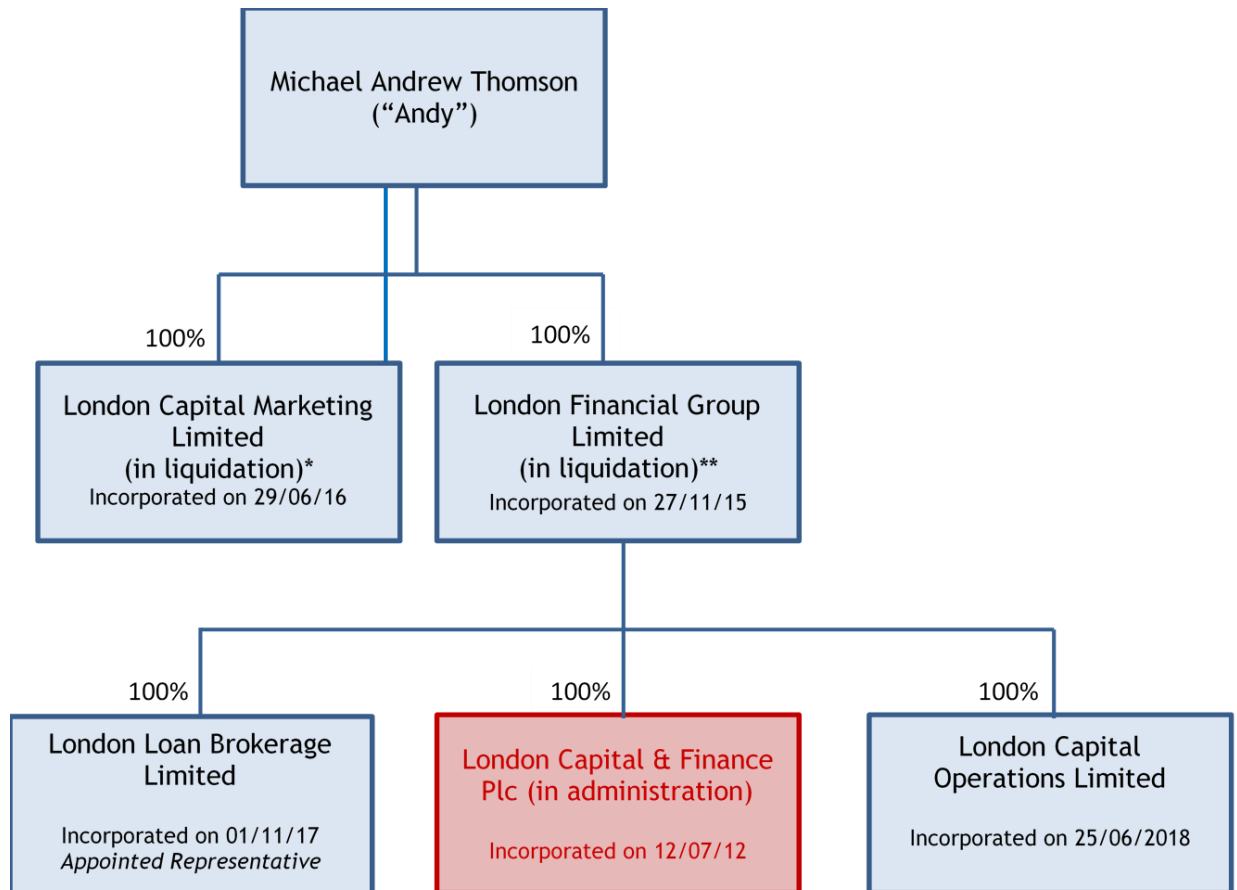 Michael Andrew Thomson
(“Andy”)
100%
100%
London Capital Marketing
Limited
(in liquidation)*
Incorporated on 29/06/16
London Financial Group
Limited
(in liquidation)**
Incorporated on 27/11/15
100%
100%
100%
London Loan Brokerage
Limited
Incorporated on 01/11/17
Appointed Representative
London Capital & Finance
Plc (in administration)
Incorporated on 12/07/12
London Capital
Operations Limited
Incorporated on 25/06/2018